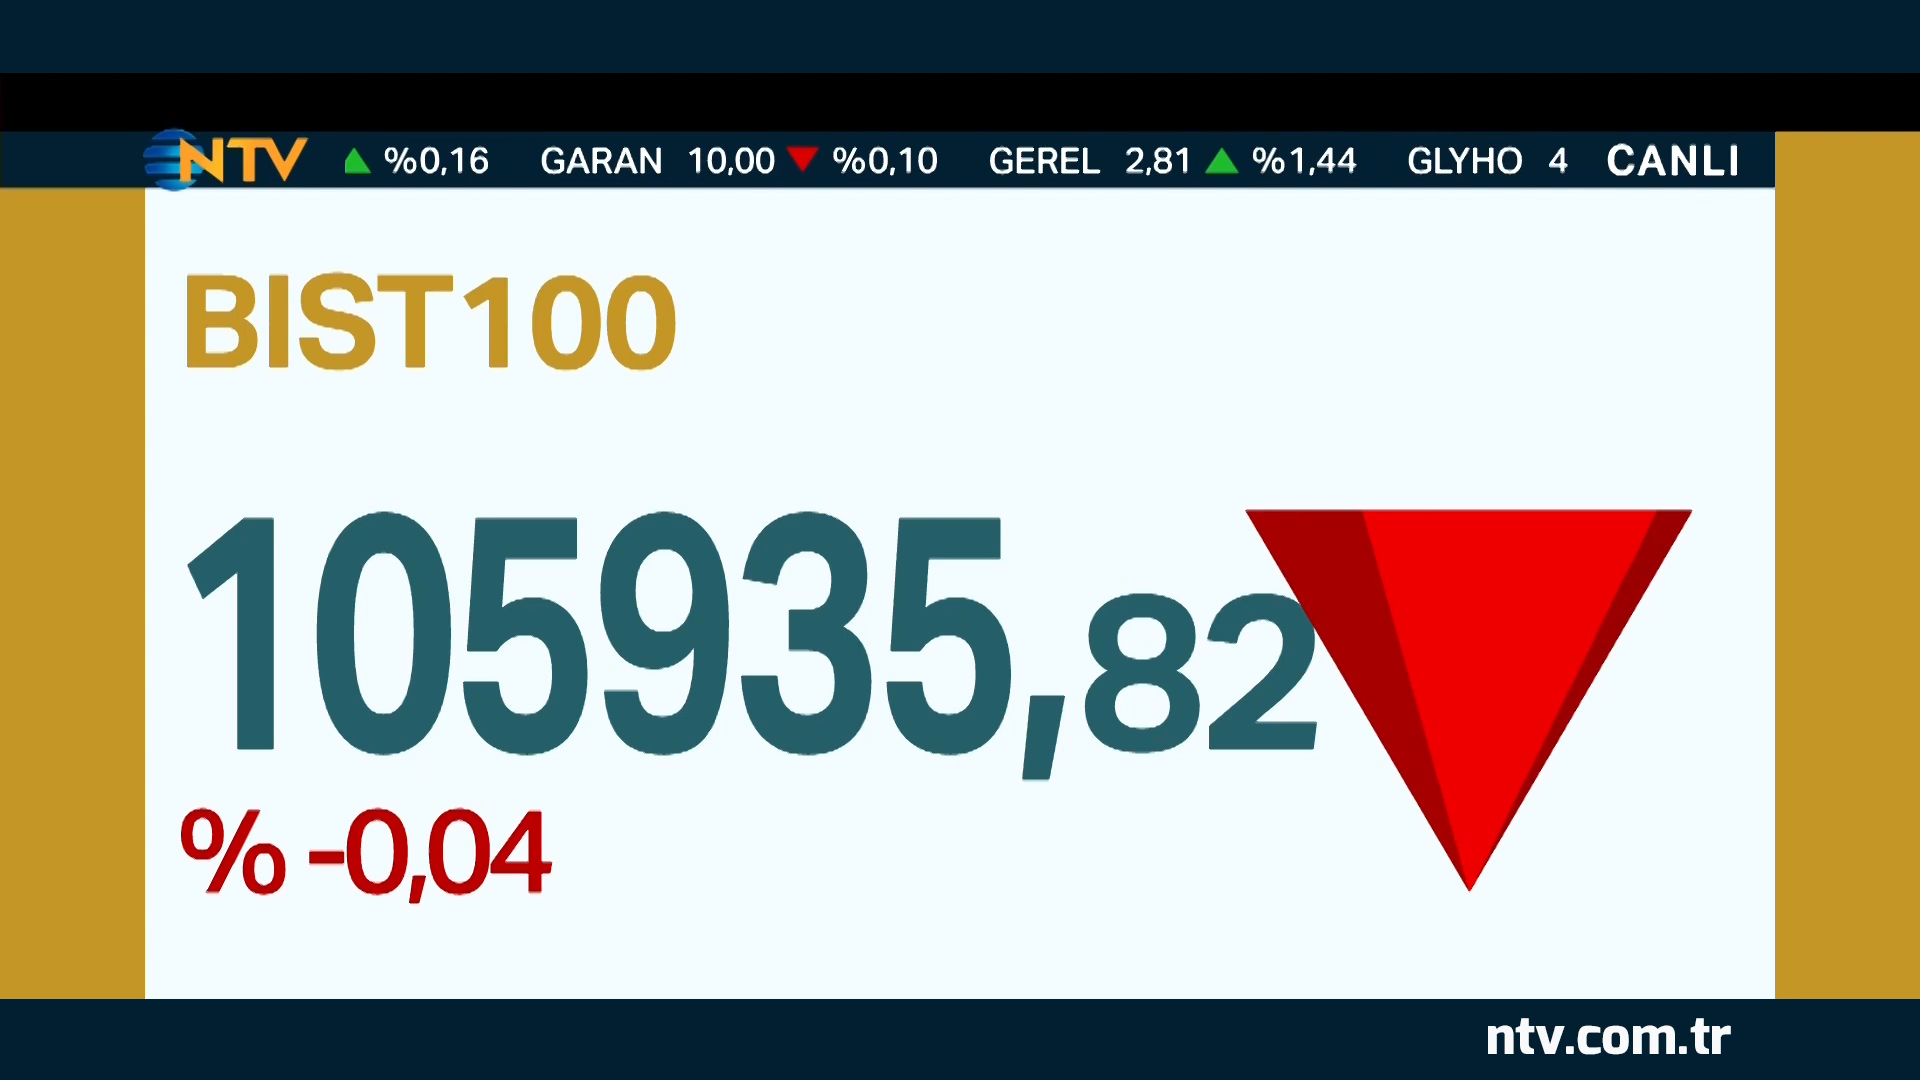 NTV %0,16 GARAN 10,00 %0,10 GEREL 2,81 %1,44 GLYHO 4 CANLI
BIST100
105935,82
% -0,04
ntv.com.tr